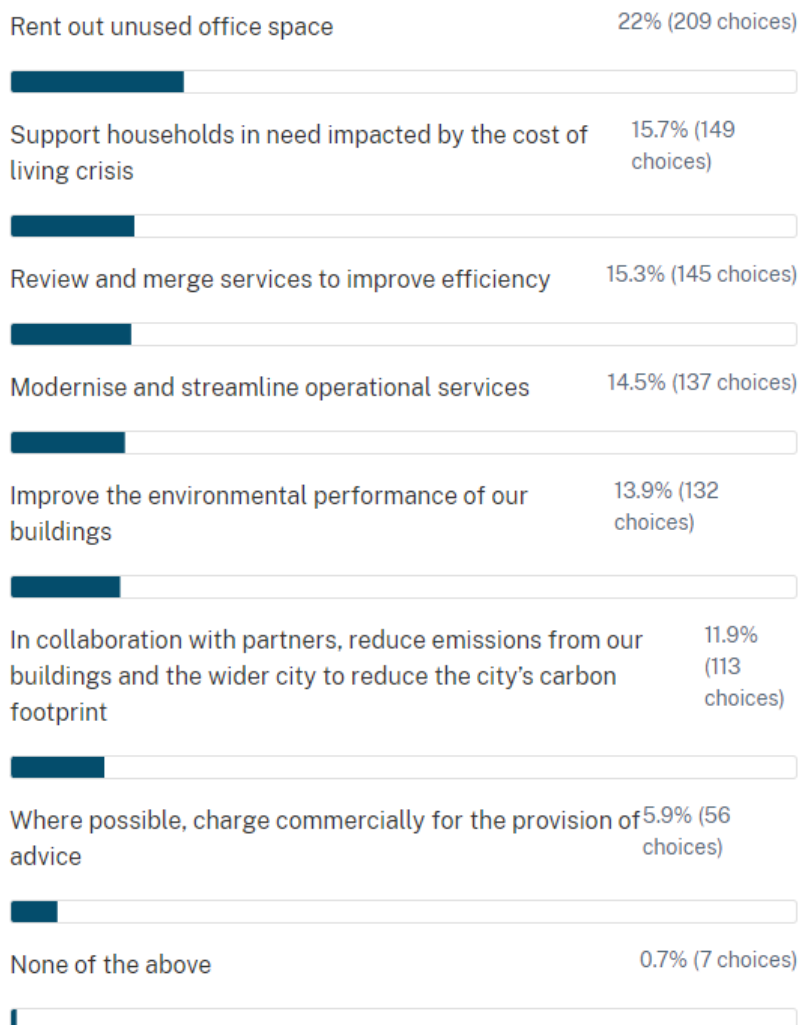 Rent out unused office space
22% (209 choices)
Support households in need impacted by the cost of
living crisis
15.7% (149
choices)
Review and merge services to improve efficiency
15.3% (145 choices)
Modernise and streamline operational services
14.5% (137 choices)
Improve the environmental performance of our
buildings
13.9% (132
choices)
In collaboration with partners, reduce emissions from our
buildings and the wider city to reduce the city’s carbon
footprint
11.9%
(113
choices)
Where possible, charge commercially for the provision of
advice
5.9% (56
choices)
None of the above
0.7% (7 choices)